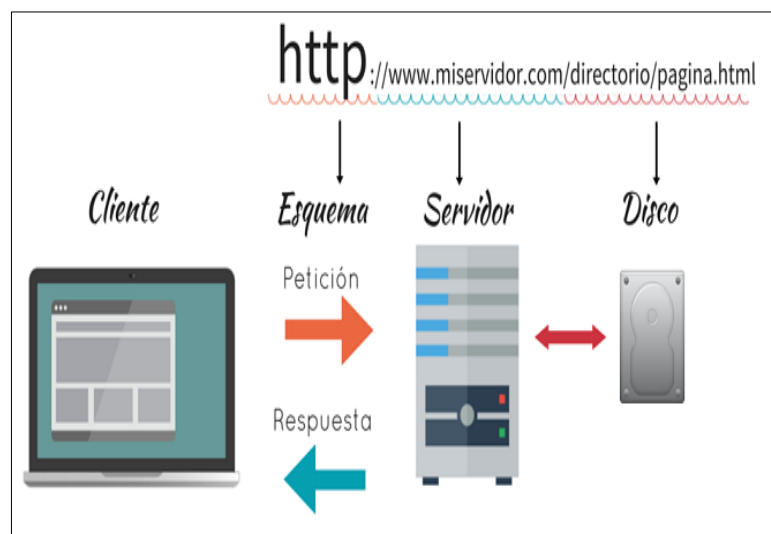 http://www.miservidor.com/directorio/pagina.html
Cliente Esquema Servidor Disco
Petición
Respuesta